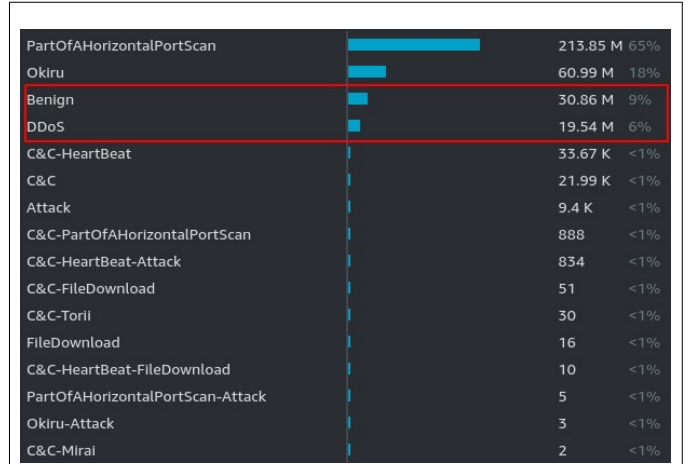 PartOfAHorizontalPortScan 213.85 M 65%
Okiru 60.99 M 18%
Benign 30.86 M 9%
DDoS 19.54 M 6%
C&C-HeartBeat 33.67 K <1%
C&C 21.99 K <1%
Attack 9.4 K <1%
C&C-PartOfAHorizontalPortScan 888 <1%
C&C-HeartBeat-Attack 834 <1%
C&C-FileDownload 51 <1%
C&C-Torii 30 <1%
FileDownload 16 <1%
C&C-HeartBeat-FileDownload 10 <1%
PartOfAHorizontalPortScan-Attack 5 <1%
Okiru-Attack 3 <1%
C&C-Mirai 2 <1%